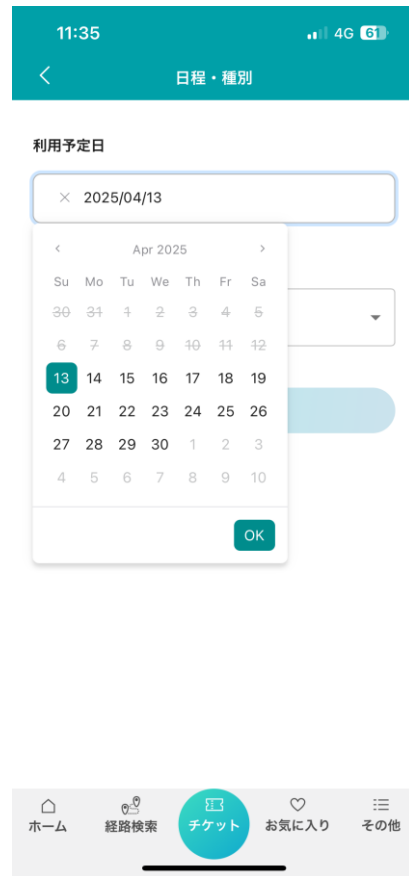 11:35 4G 61
日程・種別
利用予定日
2025/04/13
Apr 2025
Su Mo Tu We Th Fr Sa
30 31 1 2 3 4 5
6 7 8 9 10 11 12
13 14 15 16 17 18 19
20 21 22 23 24 25 26
27 28 29 30 1 2 3
4 5 6 7 8 9 10
OK
ホーム 経路検索 チケット お気に入り その他